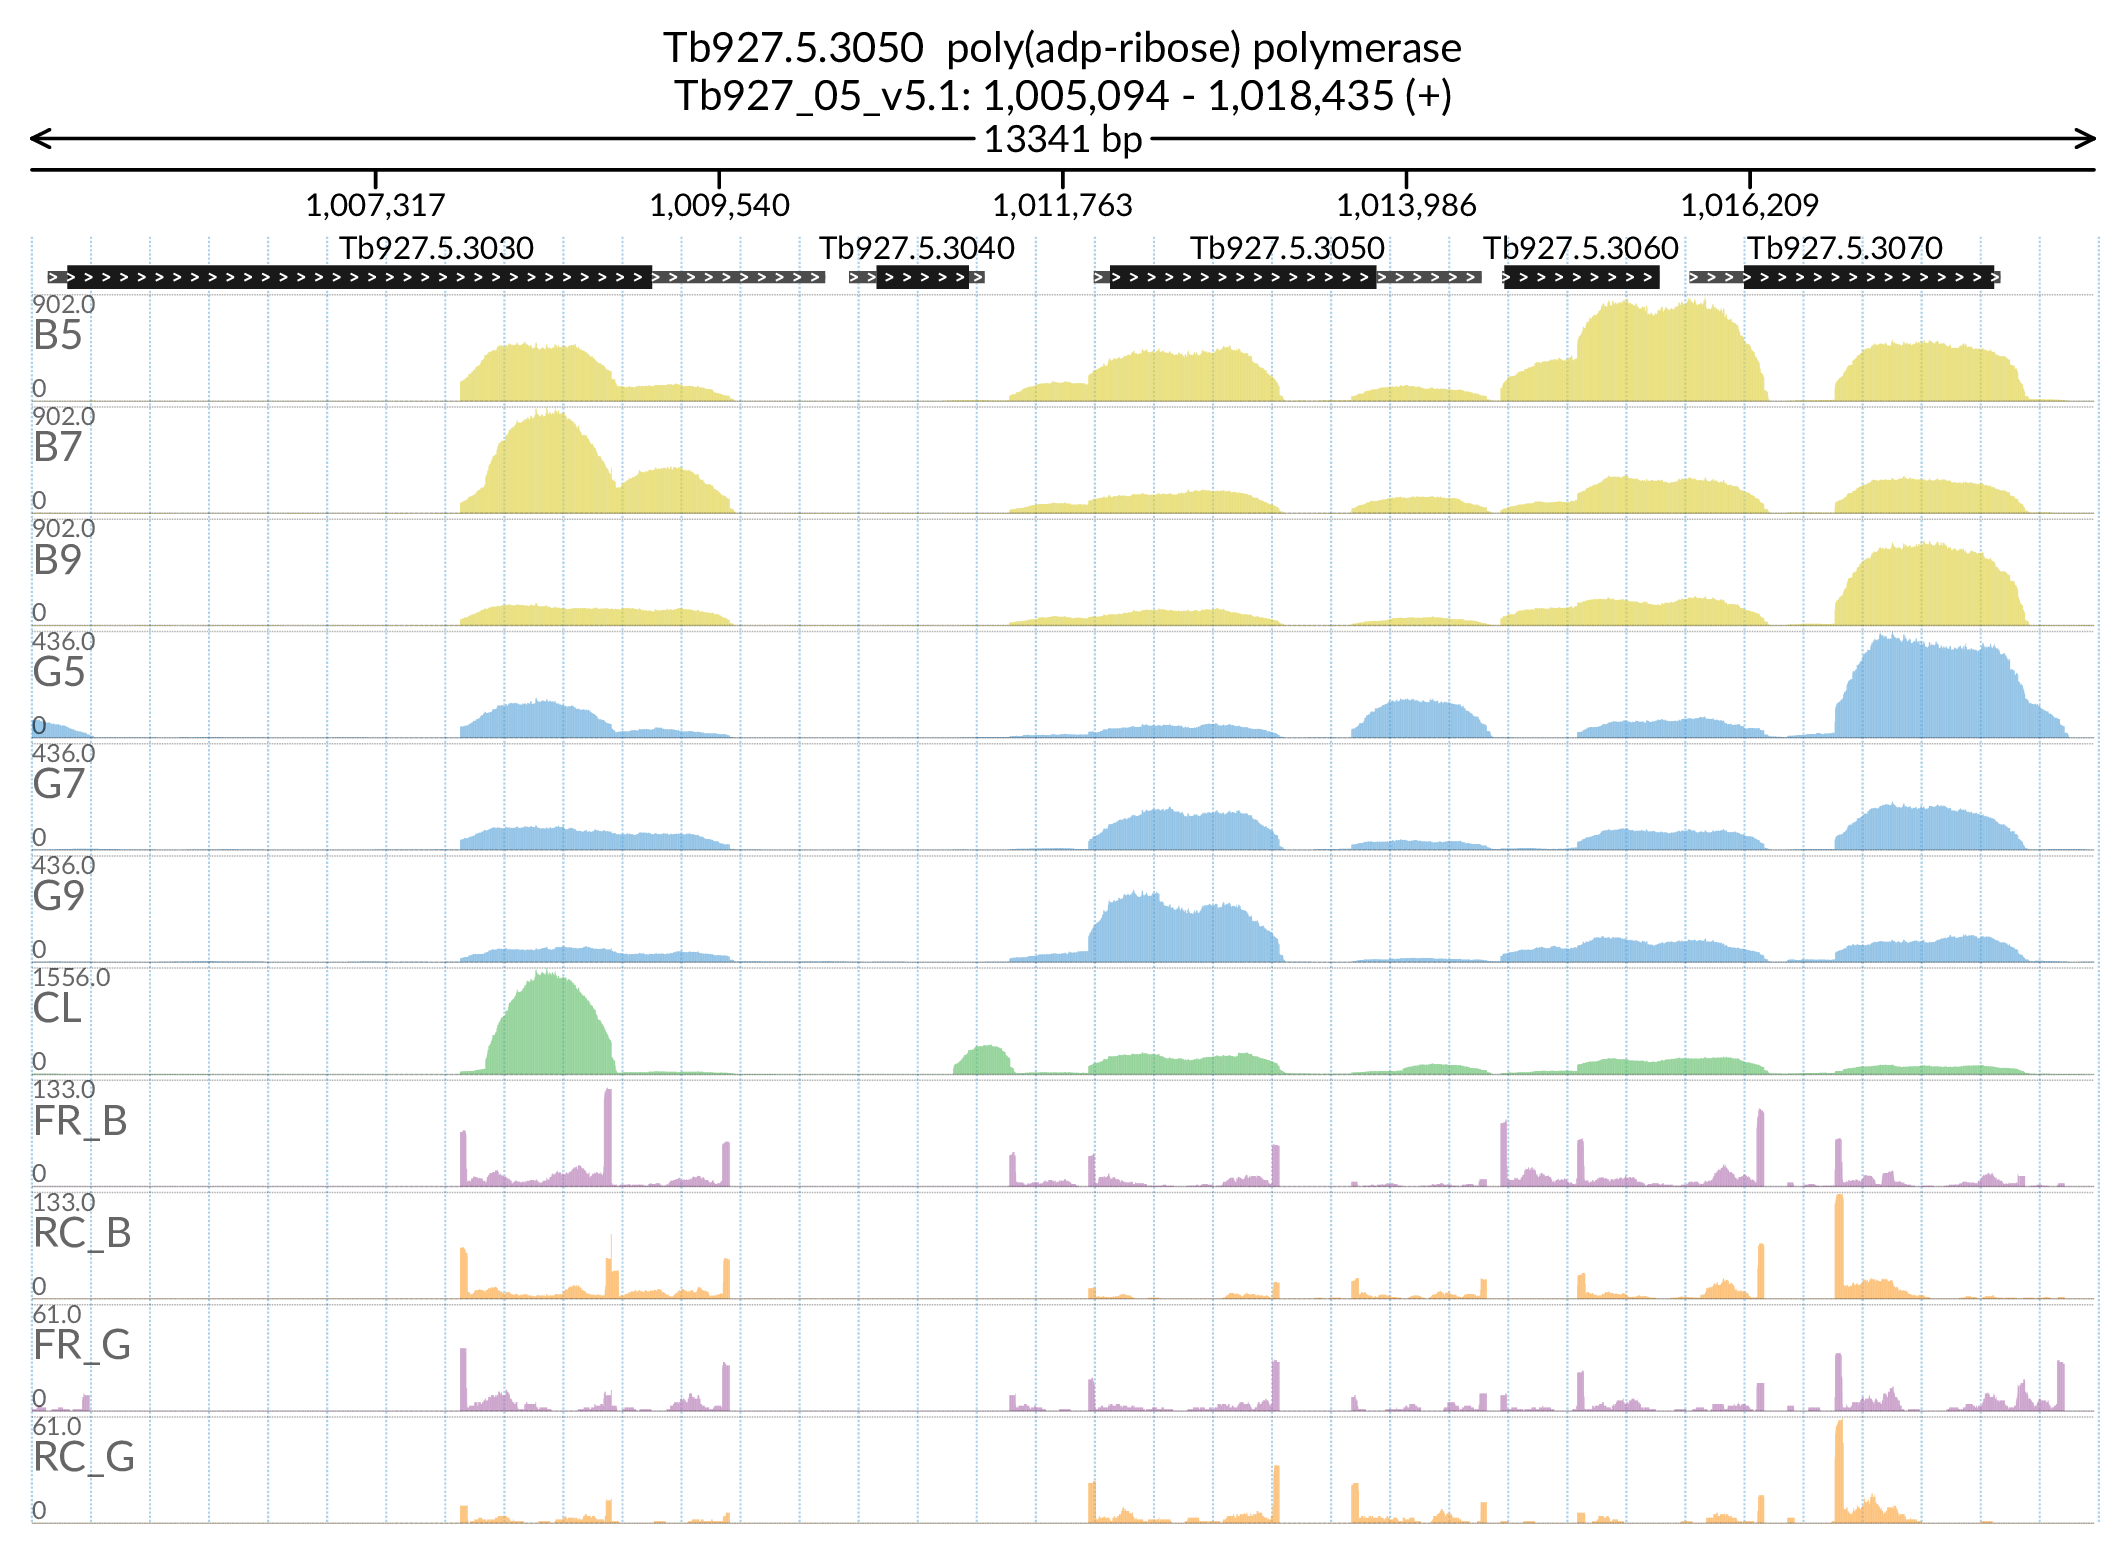 Tb927.5.3050 poly(adp-ribose) polymerase
Tb927_05_v5.1: 1,005,094 - 1,018,435 (+)
13341 bp
1,007,317 1,009,540 1,011,763 1,013,986 1,016,209
Tb927.5.3030 Tb927.5.3040 Tb927.5.3050 Tb927.5.3060 Tb927.5.3070
902.0
B5
0
902.0
B7
0
902.0
B9
0
436.0
G5
0
436.0
G7
0
436.0
G9
0
1556.0
CL
0
133.0
FR_B
0
133.0
RC_B
0
61.0
FR_G
0
61.0
RC_G
0